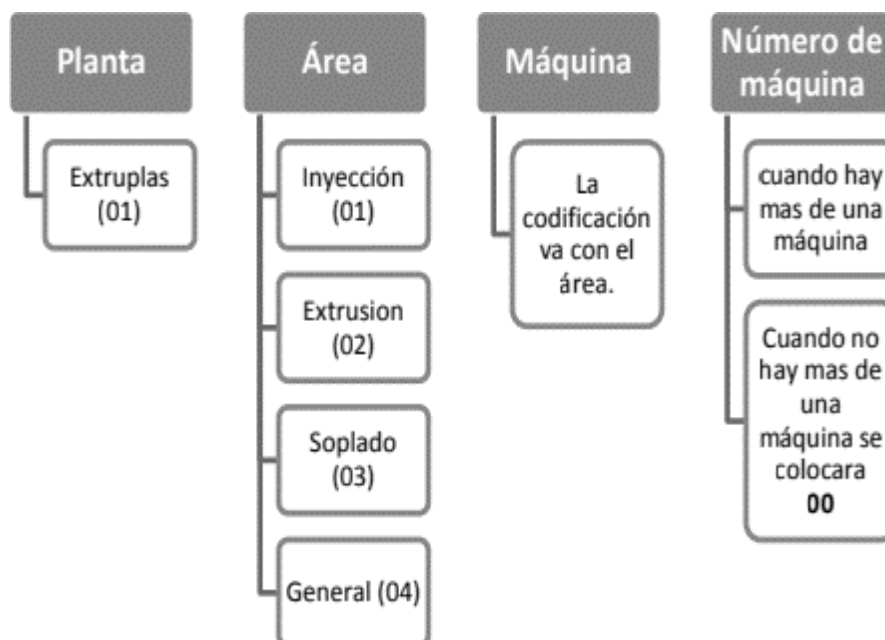 Planta
Extruplas
(01)
Área
Inyección
(01)
Extrusion
(02)
Soplado
(03)
General (04)
Máquina
La
codificación
va con el
área.
Número de
máquina
cuando hay
mas de una
máquina
Cuando no
hay mas de
una
máquina se
colocara
00